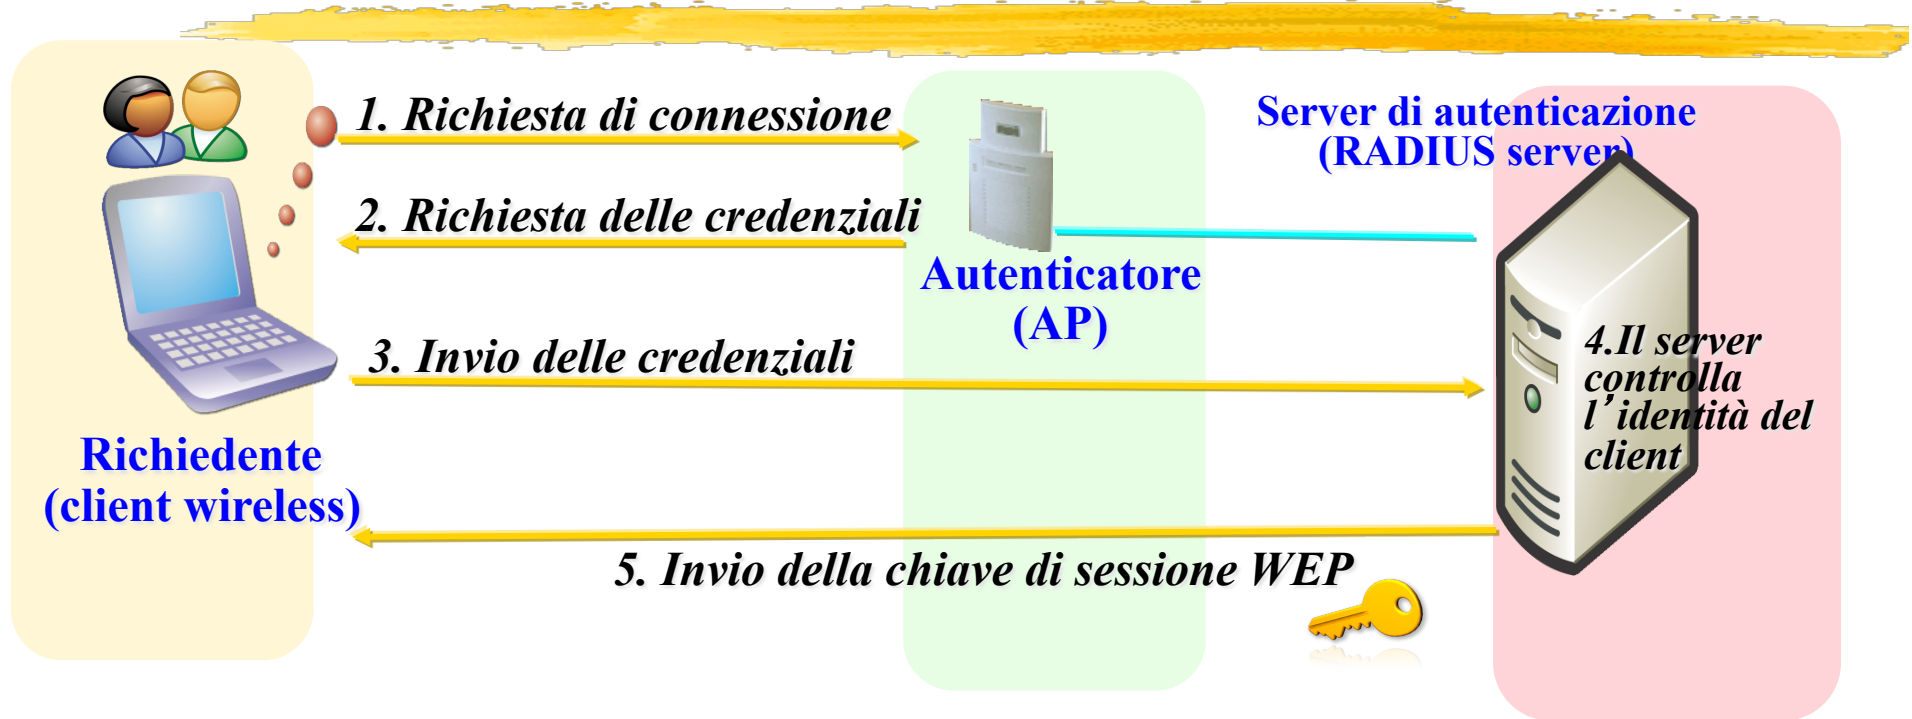 1. Richiesta di connessione
Server di autenticazione
(RADIUS server)
2. Richiesta delle credenziali
Autenticatore
(AP)
3. Invio delle credenziali
4.Il server
controlla
l’identità del
client
Richiedente
(client wireless)
5. Invio della chiave di sessione WEP